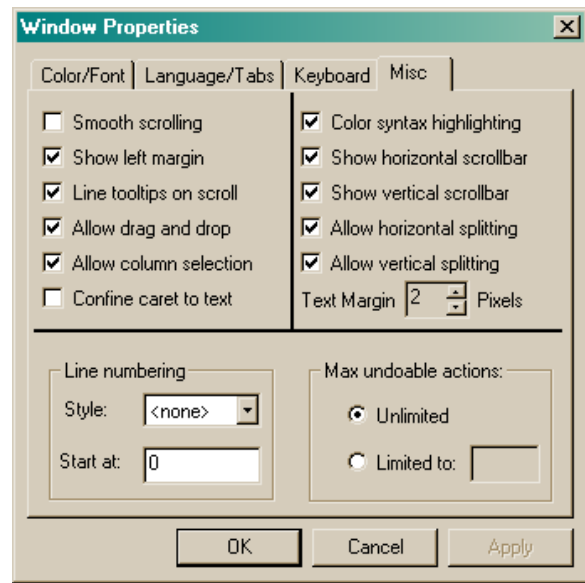 Window Properties
Color/Font Language/Tabs Keyboard Misc
Smooth scrolling
Show left margin
Line tooltips on scroll
Allow drag and drop
Allow column selection
Confine caret to text
Color syntax highlighting
Show horizontal scrollbar
Show vertical scrollbar
Allow horizontal splitting
Allow vertical splitting
Text Margin 2 Pixels
Line numbering
Style: <none>
Start at: 0
Max undoable actions:
Unlimited
Limited to:
OK Cancel Apply